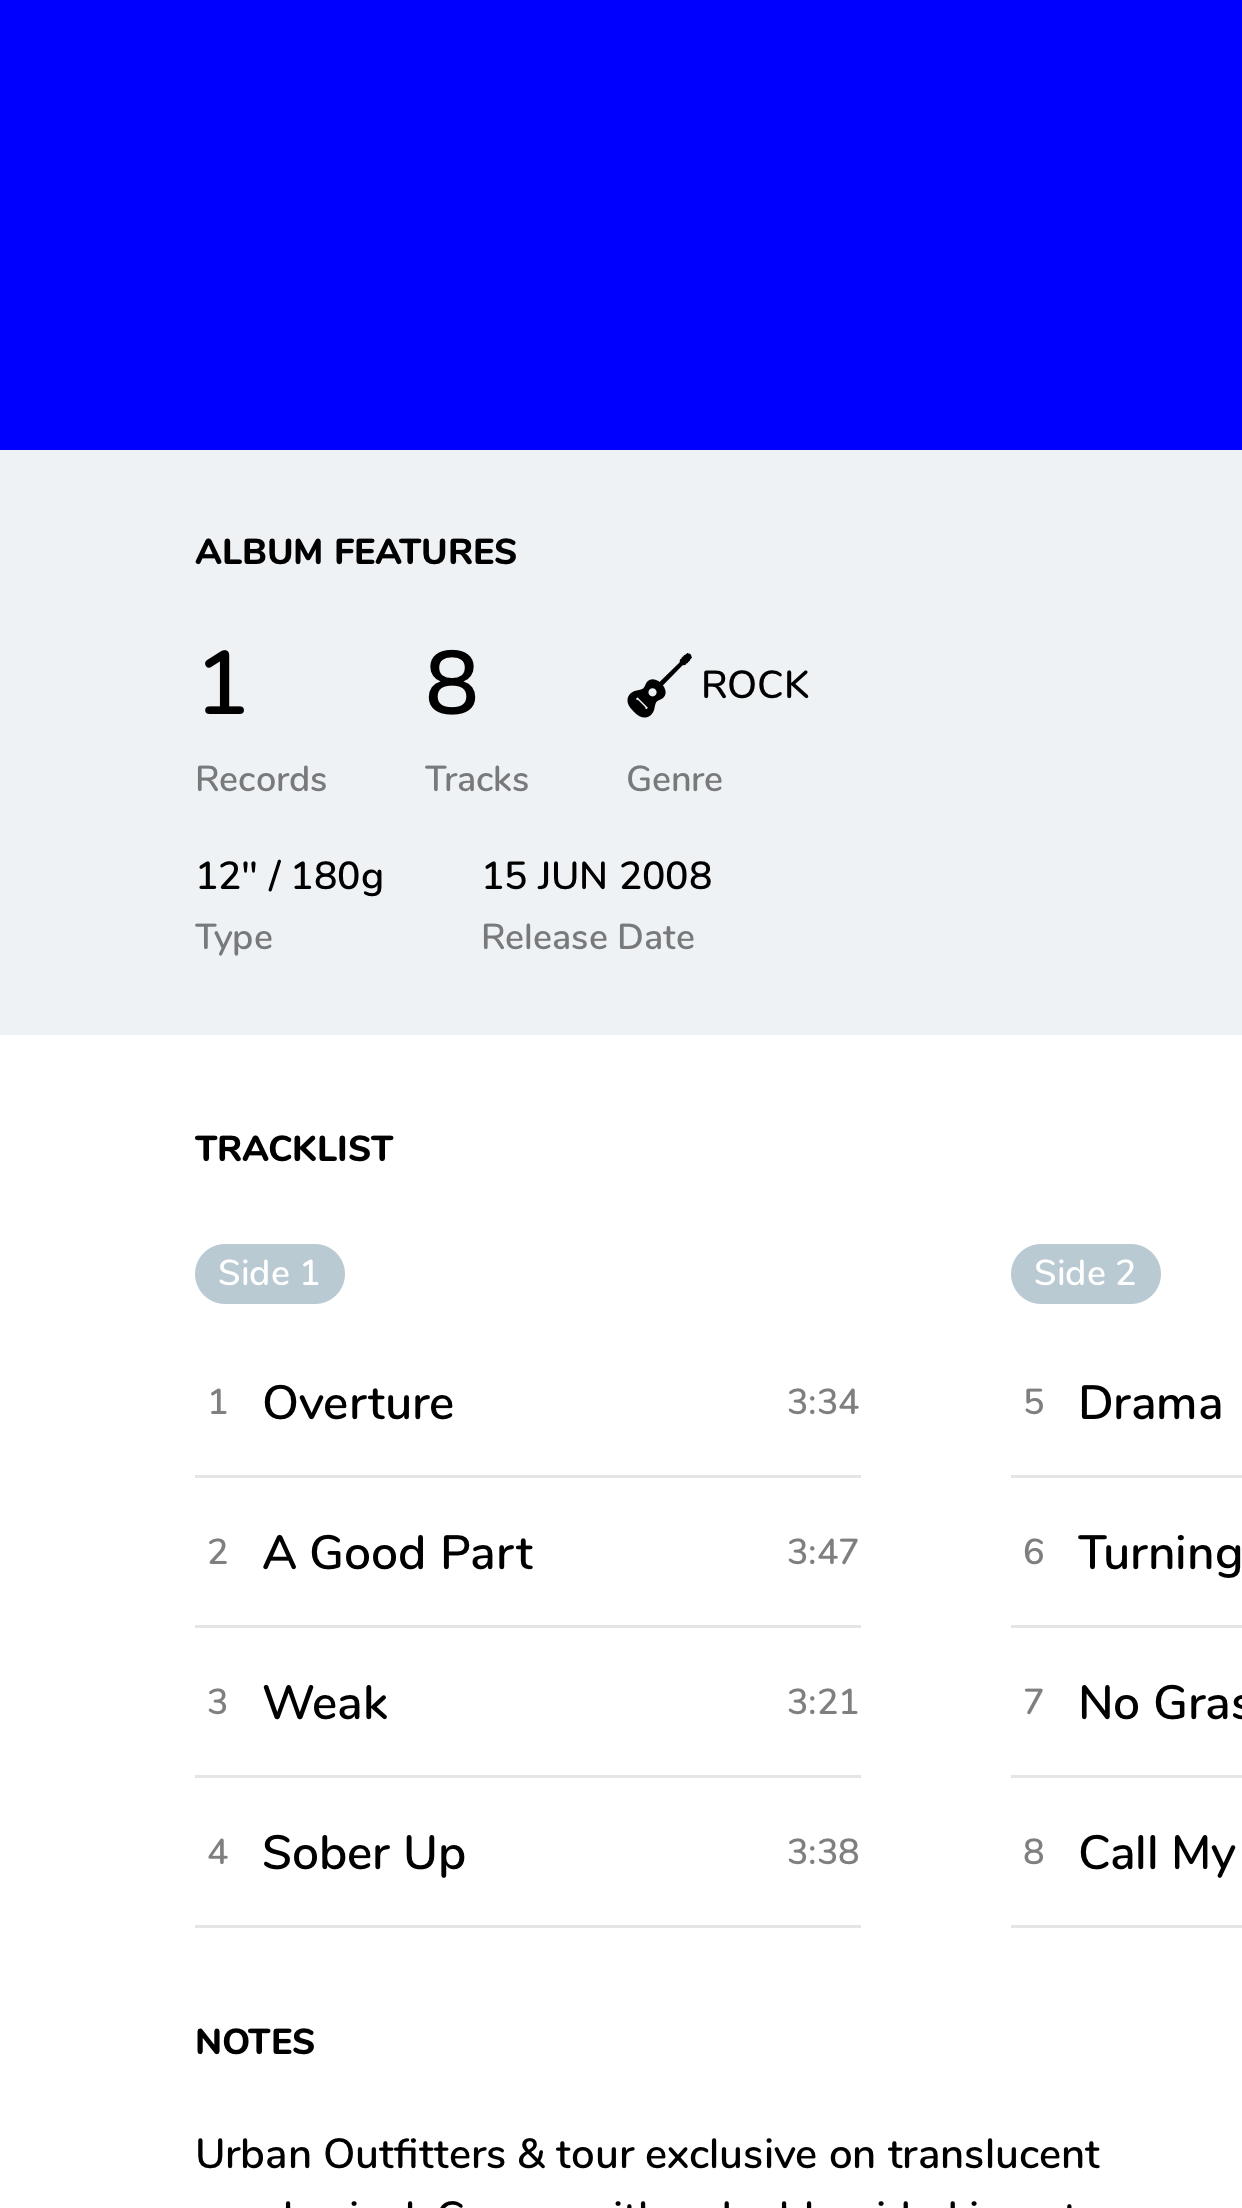 ALBUM FEATURES
1 8 ROCK
Records Tracks Genre
12" / 180g 15 JUN 2008
Type Release Date
TRACKLIST
Side 1
1 Overture 3:34
2 A Good Part 3:47
3 Weak 3:21
4 Sober Up 3:38
Side 2
5 Drama
6 Turning
7 No
8 Call My
NOTES
Urban Outfitters & tour exclusive on translucent